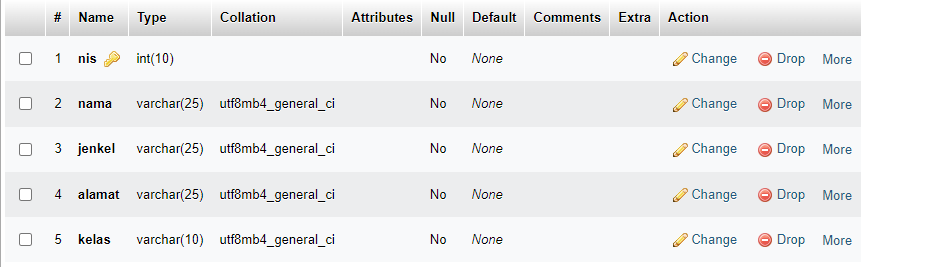 # Name Type Collation Attributes Null Default Comments Extra Action
1 nis int(10) No None Change Drop More
2 nama varchar(25) utf8mb4_general_ci No None Change Drop More
3 jenkel varchar(25) utf8mb4_general_ci No None Change Drop More
4 alamat varchar(25) utf8mb4_general_ci No None Change Drop More
5 kelas varchar(10) utf8mb4_general_ci No None Change Drop More